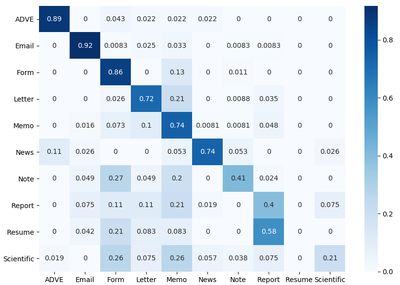 ADVE 0.89 0 0.043 0.022 0.022 0.022 0 0 0 0
Email 0 0.92 0.0083 0.025 0.033 0 0.0083 0.0083 0 0
Form 0 0 0.86 0 0.13 0 0.011 0 0 0
Letter 0 0 0.026 0.72 0.21 0 0.0088 0.035 0 0
Memo 0 0.016 0.073 0.1 0.74 0.0081 0.0081 0.048 0 0
News 0.11 0.026 0 0 0.053 0.74 0.053 0 0 0.026
Note 0 0.049 0.27 0.049 0.2 0 0.41 0.024 0 0
Report 0 0.075 0.11 0.11 0.21 0.019 0 0.4 0 0.075
Resume 0 0.042 0.21 0.083 0.083 0 0 0.58 0 0
Scientific 0.019 0 0.26 0.075 0.26 0.057 0.038 0.075 0 0.21
ADVE Email Form Letter Memo News Note Report Resume Scientific
0.8
0.6
0.4
0.2
0.0